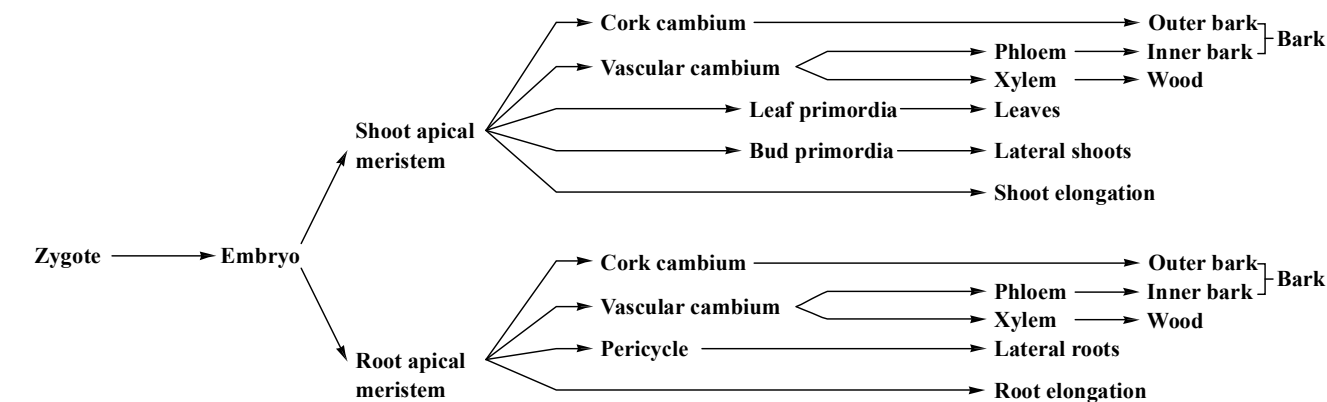 Cork cambium Outer bark
Bark
Vascular cambium Phloem Inner bark
Xylem Wood
Leaf primordia Leaves
Shoot apical
meristem
Bud primordia Lateral shoots
Shoot elongation
Zygote Embryo
Cork cambium Outer bark
Bark
Vascular cambium Phloem Inner bark
Xylem Wood
Pericycle Lateral roots
Root apical
meristem
Root elongation